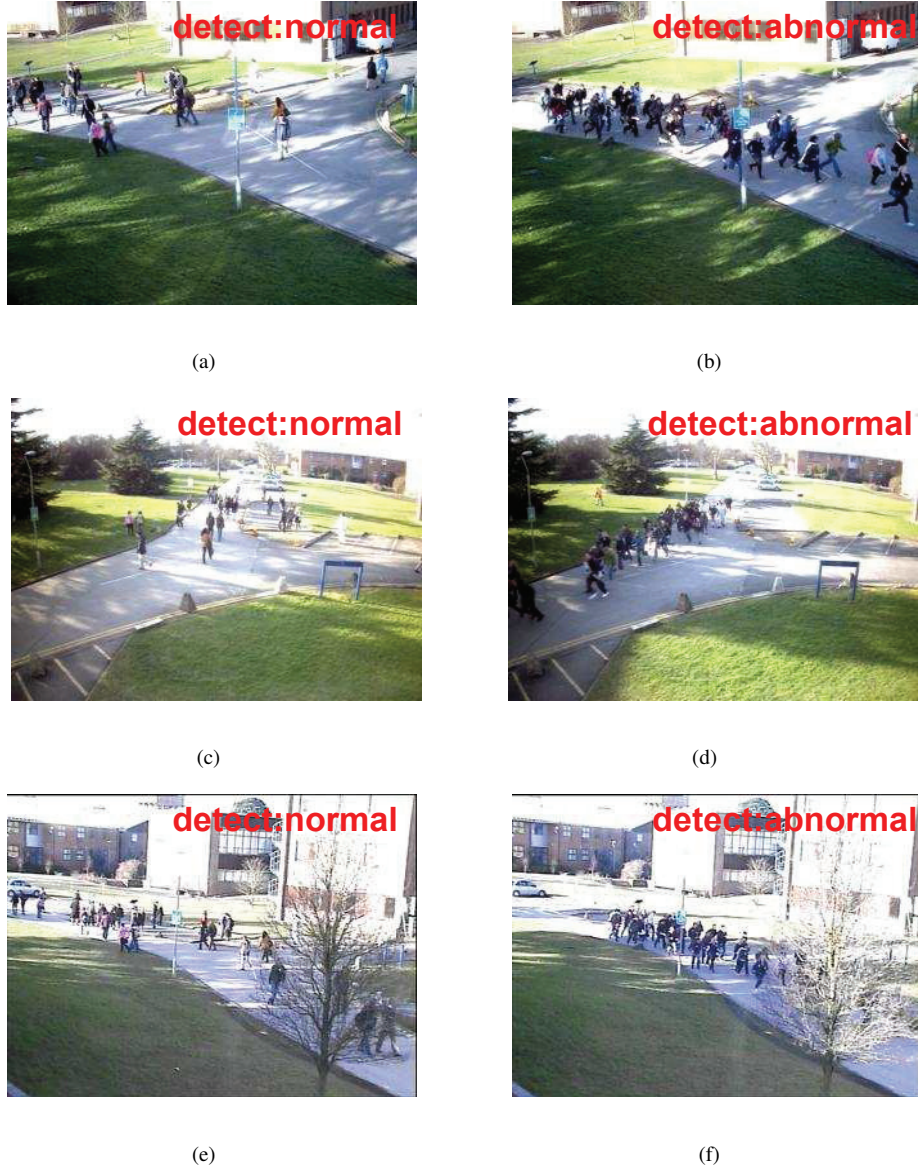 detect:normal
detect:abnormal
(a)
(b)
detect:normal
detect:abnormal
(c)
(d)
detect:normal
detect:abnormal
(e)
(f)